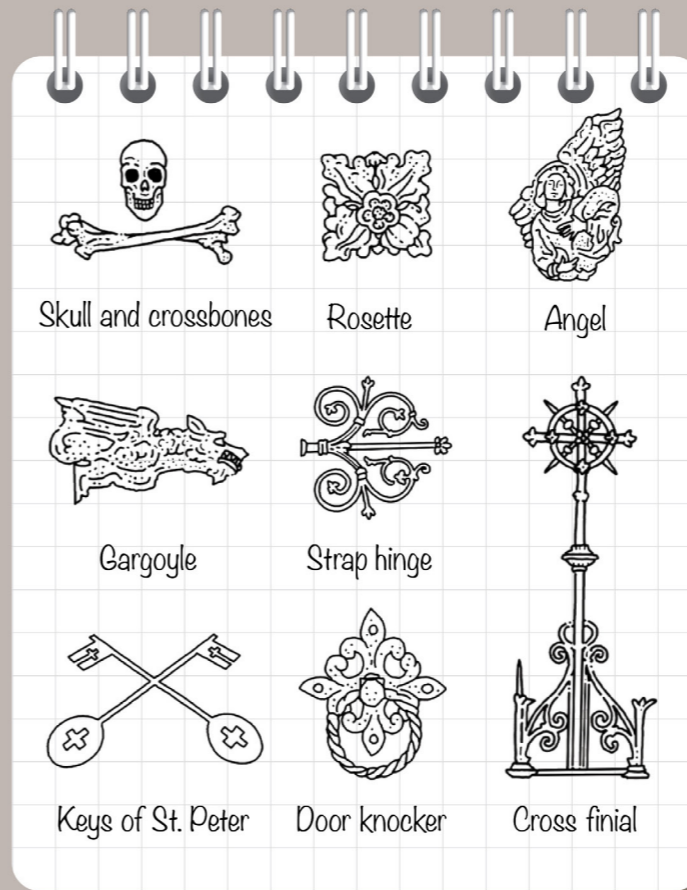 Skull and crossbones
Rosette
Angel
Gargoyle
Strap hinge
Keys of St. Peter
Door knocker
Cross finial